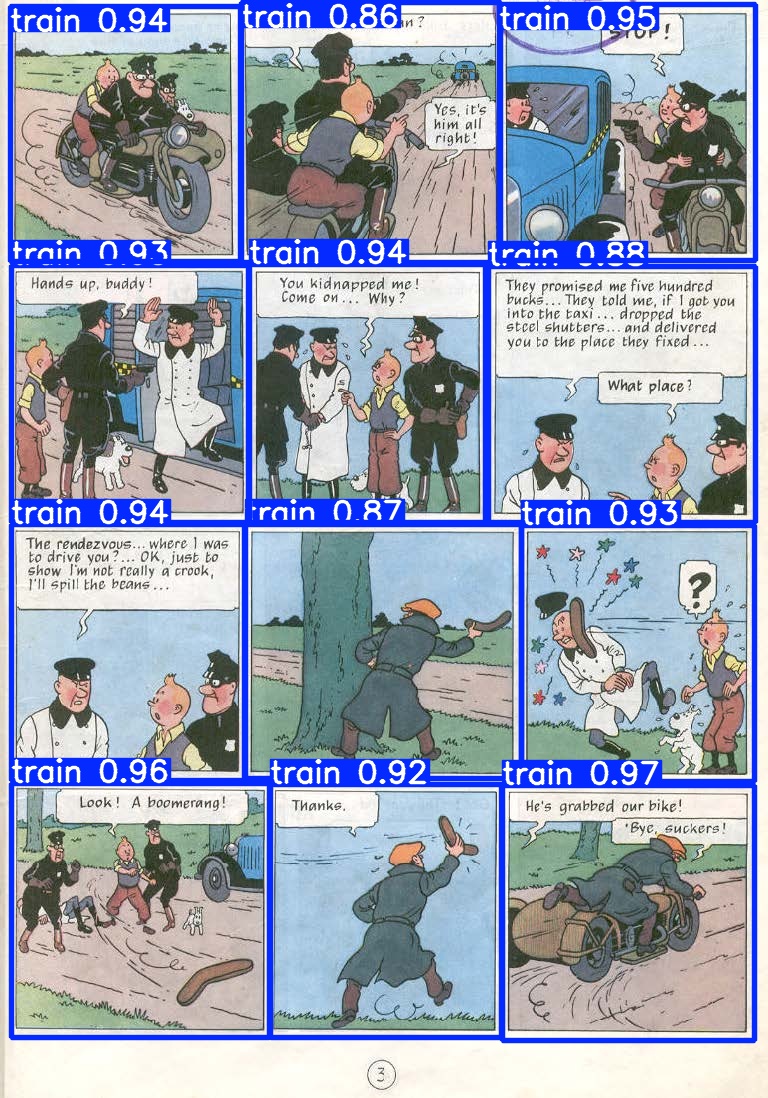 train 0.94
train 0.86
train 0.95
an?
Yes, it's
him all
right!
STOP!
train 0.93
train 0.94
train 0.88
Hands up, buddy!
You kidnapped me!
Come on... Why?
They promised me five hundred
bucks... They told me, if I got you
into the taxi... dropped the
steel shutters... and delivered
you to the place they fixed...
What place?
train 0.94
train 0.87
train 0.93
The rendezvous... where I was
to drive you?... OK, just to
show I'm not really a crook,
I'll spill the beans...
?
train 0.96
train 0.92
train 0.97
Look! A boomerang!
Thanks.
He's grabbed our bike!
'Bye, suckers!
3